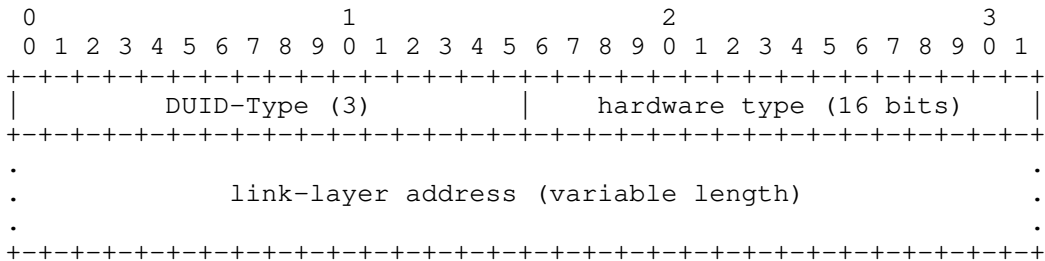 0                   1                   2                   3
 0 1 2 3 4 5 6 7 8 9 0 1 2 3 4 5 6 7 8 9 0 1 2 3 4 5 6 7 8 9 0 1
+-+-+-+-+-+-+-+-+-+-+-+-+-+-+-+-+-+-+-+-+-+-+-+-+-+-+-+-+-+-+-+-+
|         DUID-Type (3)         |    hardware type (16 bits)    |
+-+-+-+-+-+-+-+-+-+-+-+-+-+-+-+-+-+-+-+-+-+-+-+-+-+-+-+-+-+-+-+-+
.                                                               .
.             link-layer address (variable length)              .
.                                                               .
+-+-+-+-+-+-+-+-+-+-+-+-+-+-+-+-+-+-+-+-+-+-+-+-+-+-+-+-+-+-+-+-+